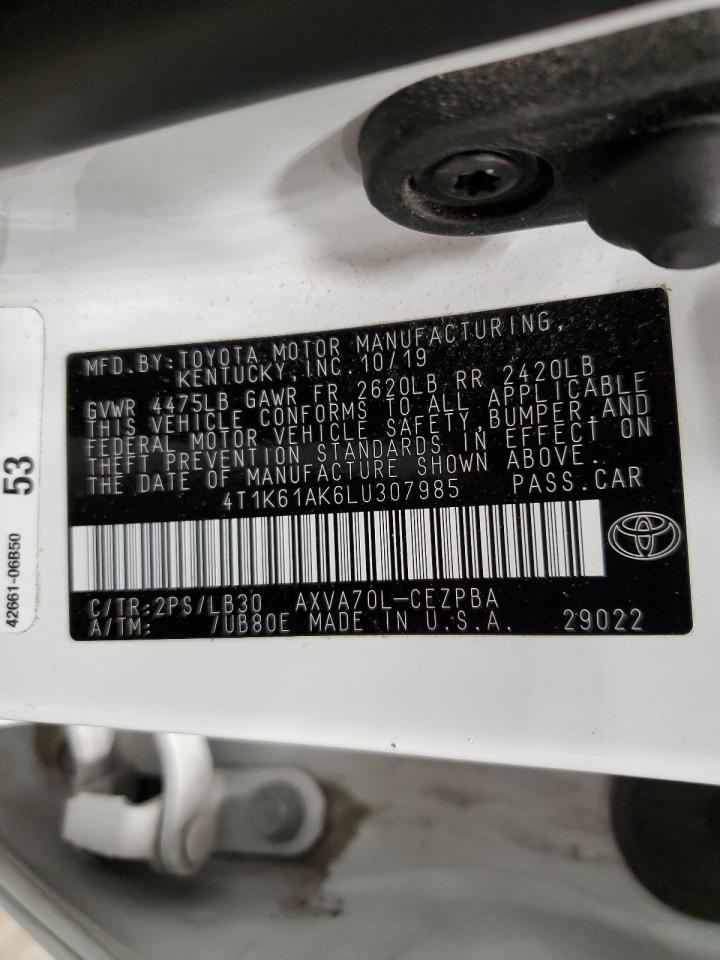 MFD.BY:TOYOTA MOTOR MANUFACTURING,
KENTUCKY,INC. 10/19
GVWR 4475LB GAWR FR 2620LB RR 2420LB
THIS VEHICLE CONFORMS TO ALL APPLICABLE
FEDERAL MOTOR VEHICLE SAFETY,BUMPER,AND
THEFT PREVENTION STANDARDS IN EFFECT ON
THE DATE OF MANUFACTURE SHOWN ABOVE.
4T1K61AK6LU307985 PASS.CAR
C/TR:2PS/LB30 AXVA70L-CEZPBA
A/TM: /UB80E MADE IN U.S.A. 29022
53
42661-06B50